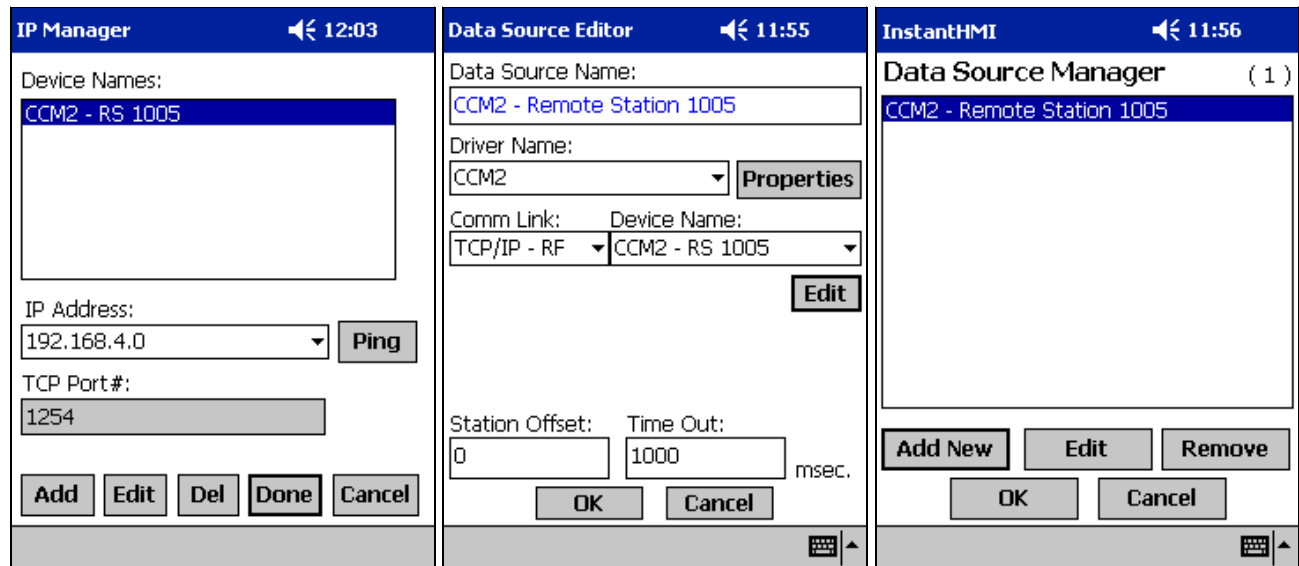 IP Manager 12:03
Device Names:
CCM2 - RS 1005
IP Address:
192.168.4.0 Ping
TCP Port#:
1254
Add Edit Del Done Cancel
Data Source Editor 11:55
Data Source Name:
CCM2 - Remote Station 1005
Driver Name:
CCM2 Properties
Comm Link: Device Name:
TCP/IP - RF CCM2 - RS 1005
Edit
Station Offset: Time Out:
0 1000 msec.
OK Cancel
InstantHMI 11:56
Data Source Manager (1)
CCM2 - Remote Station 1005
Add New Edit Remove
OK Cancel